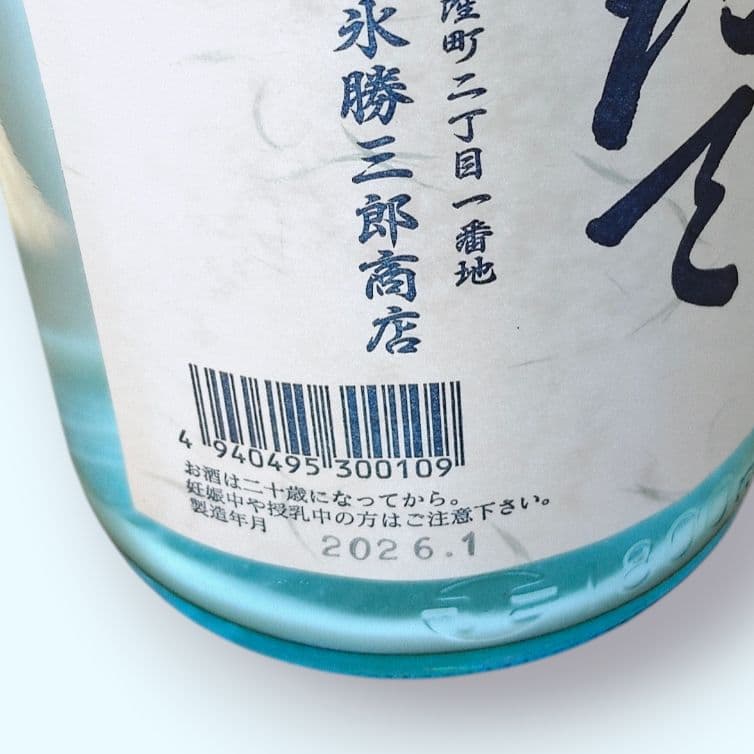 町二丁目一番地
永勝三郎商店
4 940495 300109
お酒は二十歳になってから。
妊娠中や授乳中の方はご注意下さい。
製造年月
2026.1